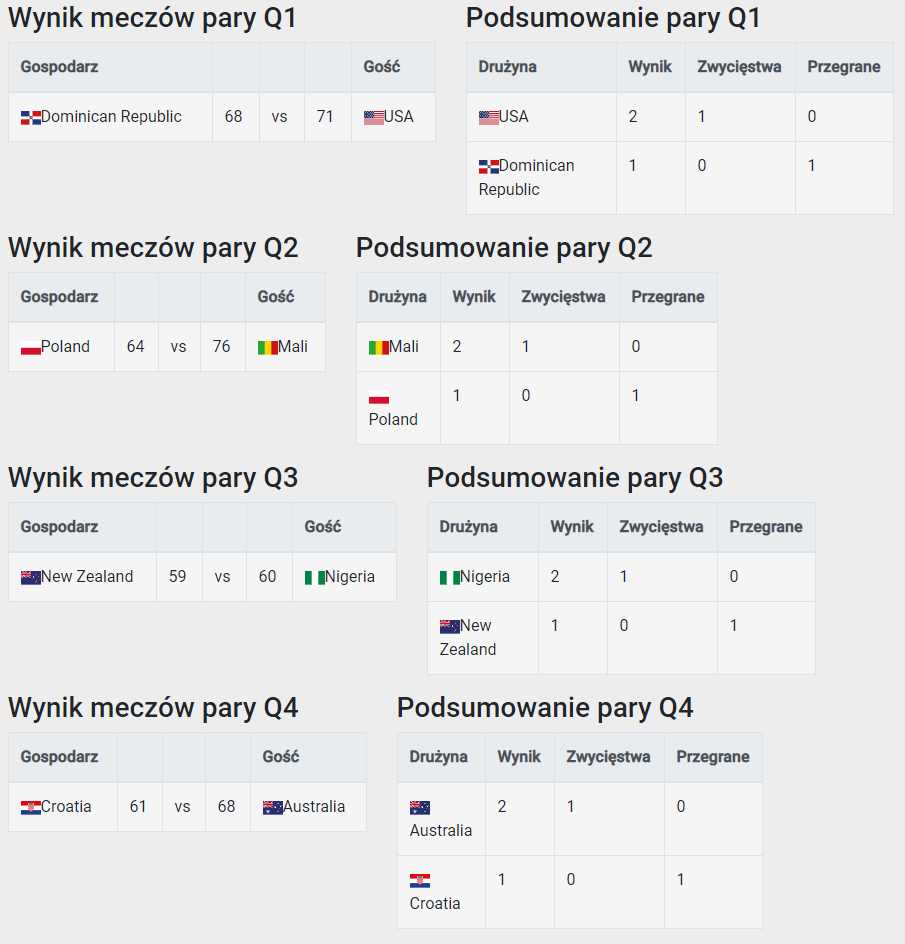 Wynik meczów pary Q1
Gospodarz Gość
Dominican Republic 68 vs 71 USA
Podsumowanie pary Q1
Drużyna Wynik Zwycięstwa Przegrane
USA 2 1 0
Dominican 1 0 1
Republic
Wynik meczów pary Q2
Gospodarz Gość
Poland 64 vs 76 Mali
Podsumowanie pary Q2
Drużyna Wynik Zwycięstwa Przegrane
Mali 2 1 0
1 0 1
Poland
Wynik meczów pary Q3
Gospodarz Gość
New Zealand 59 vs 60 Nigeria
Podsumowanie pary Q3
Drużyna Wynik Zwycięstwa Przegrane
Nigeria 2 1 0
New 1 0 1
Zealand
Wynik meczów pary Q4
Gospodarz Gość
Croatia 61 vs 68 Australia
Podsumowanie pary Q4
Drużyna Wynik Zwycięstwa Przegrane
2 1 0
Australia
1 0 1
Croatia